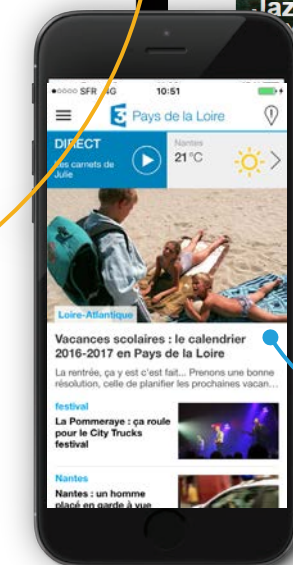 Jaz
SFR 4G 10:51
3 Pays de la Loire
DIRECT
Les carnets de
Julie
Nantes
21°C
Loire-Atlantique
Vacances scolaires : le calendrier
2016-2017 en Pays de la Loire
La rentrée, ça y est c'est fait... Prenons une bonne
résolution, celle de planifier les prochaines vacan...
festival
La Pommeraye : ça roule
pour le City Trucks
festival
Nantes
Nantes : un homme
placé en garde à vue